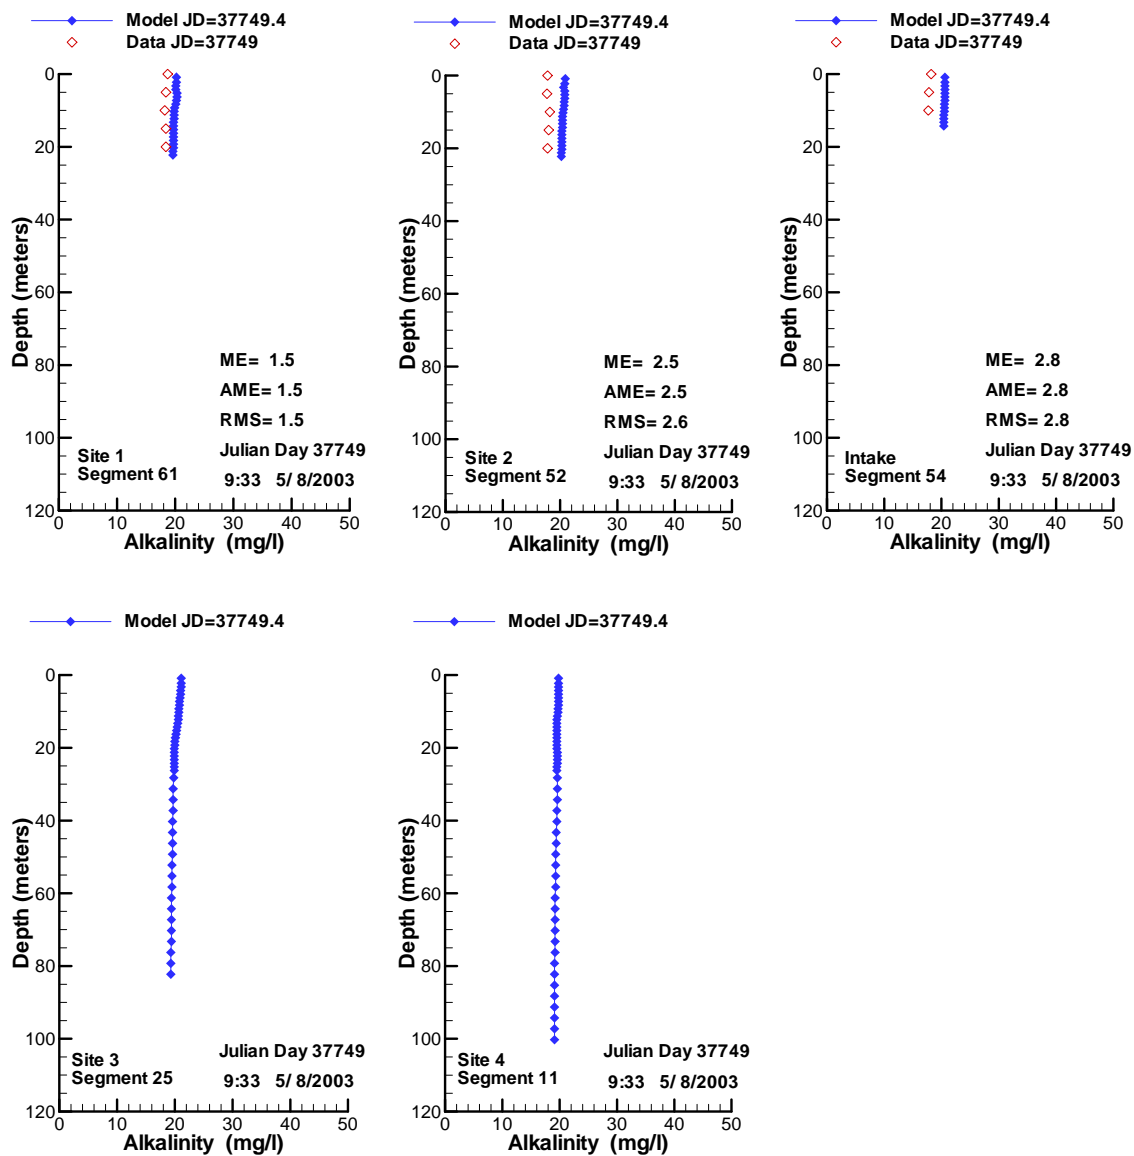 Model JD=37749.4
Data JD=37749
0
20
40
60
80
100
120
Depth (meters)
ME= 1.5
AME= 1.5
RMS= 1.5
Julian Day 37749
9:33 5/ 8/2003
Site 1
Segment 61
0 10 20 30 40 50
Alkalinity (mg/l)
Model JD=37749.4
Data JD=37749
0
20
40
60
80
100
120
Depth (meters)
ME= 2.5
AME= 2.5
RMS= 2.6
Julian Day 37749
9:33 5/ 8/2003
Site 2
Segment 52
0 10 20 30 40 50
Alkalinity (mg/l)
Model JD=37749.4
Data JD=37749
0
20
40
60
80
100
120
Depth (meters)
ME= 2.8
AME= 2.8
RMS= 2.8
Julian Day 37749
9:33 5/ 8/2003
Intake
Segment 54
0 10 20 30 40 50
Alkalinity (mg/l)
Model JD=37749.4
0
20
40
60
80
100
120
Depth (meters)
Julian Day 37749
9:33 5/ 8/2003
Site 3
Segment 25
0 10 20 30 40 50
Alkalinity (mg/l)
Model JD=37749.4
0
20
40
60
80
100
120
Depth (meters)
Julian Day 37749
9:33 5/ 8/2003
Site 4
Segment 11
0 10 20 30 40 50
Alkalinity (mg/l)